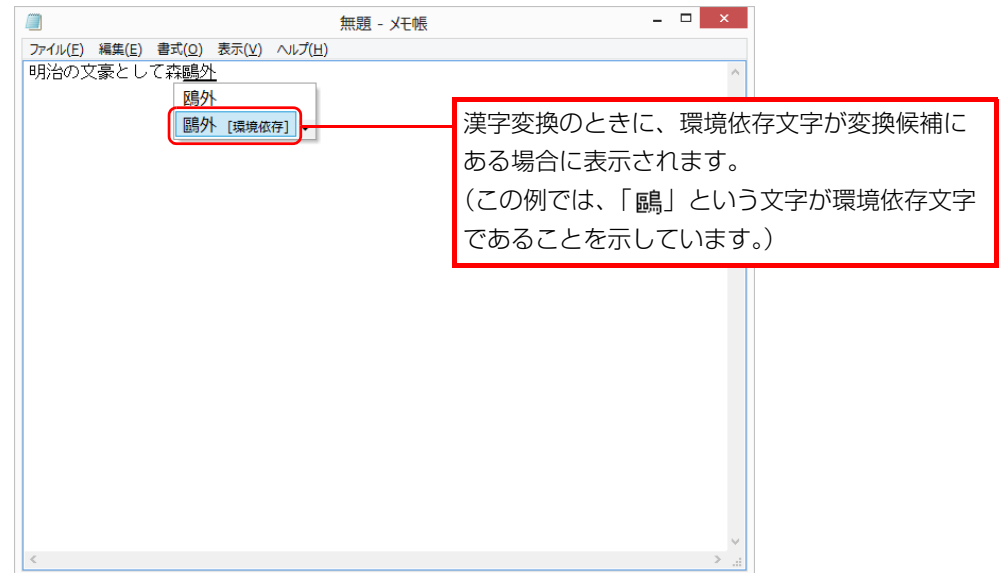 無題 - メモ帳
ファイル(F) 編集(E) 書式(O) 表示(V) ヘルプ(H)
明治の文豪として森鷗外
鴎外
鷗外 [環境依存]
漢字変換のときに、環境依存文字が変換候補に
ある場合に表示されます。
(この例では、「鷗」という文字が環境依存文字
であることを示しています。)